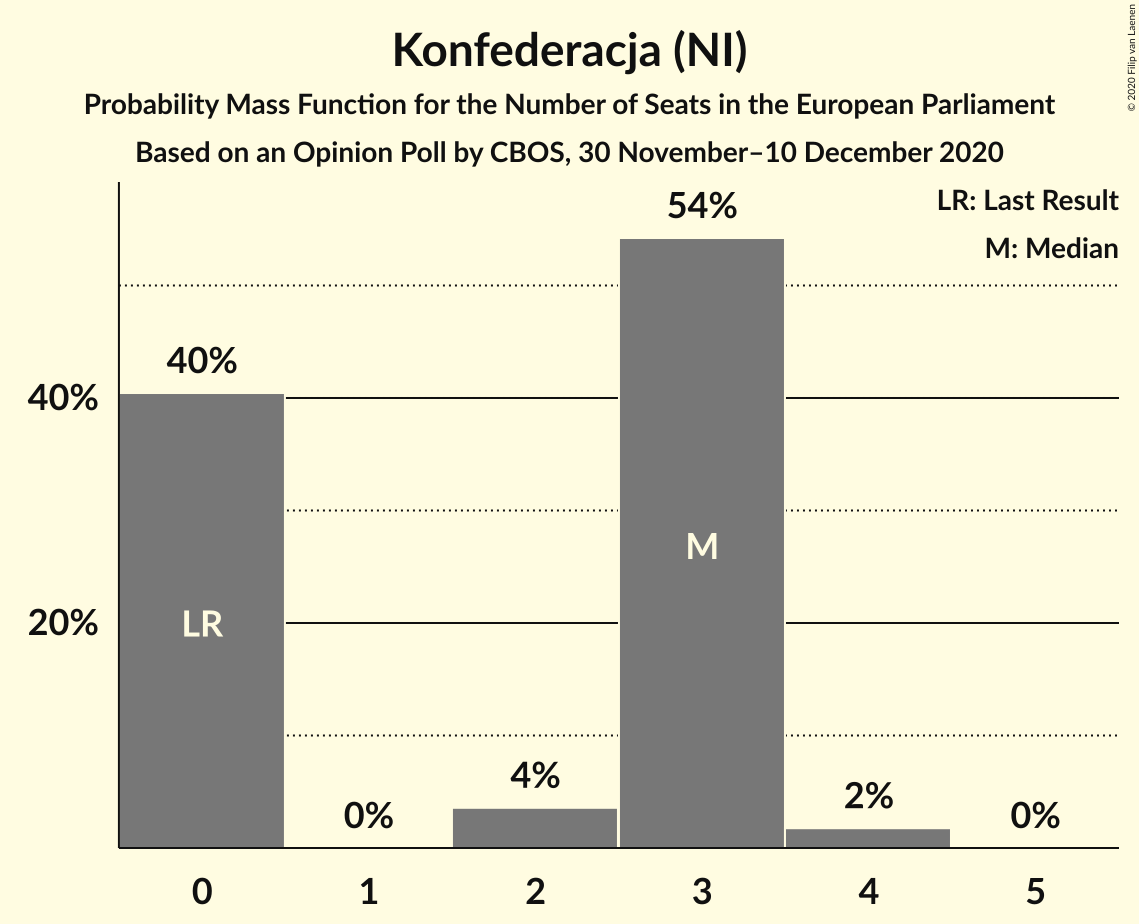 Konfederacja (NI)
Probability Mass Function for the Number of Seats in the European Parliament
Based on an Opinion Poll by CBOS, 30 November–10 December 2020
© 2020 Filip van Laenen
LR: Last Result
M: Median
54%
40%
40%
M
20%
LR
4%
2%
0%
0%
0 1 2 3 4 5